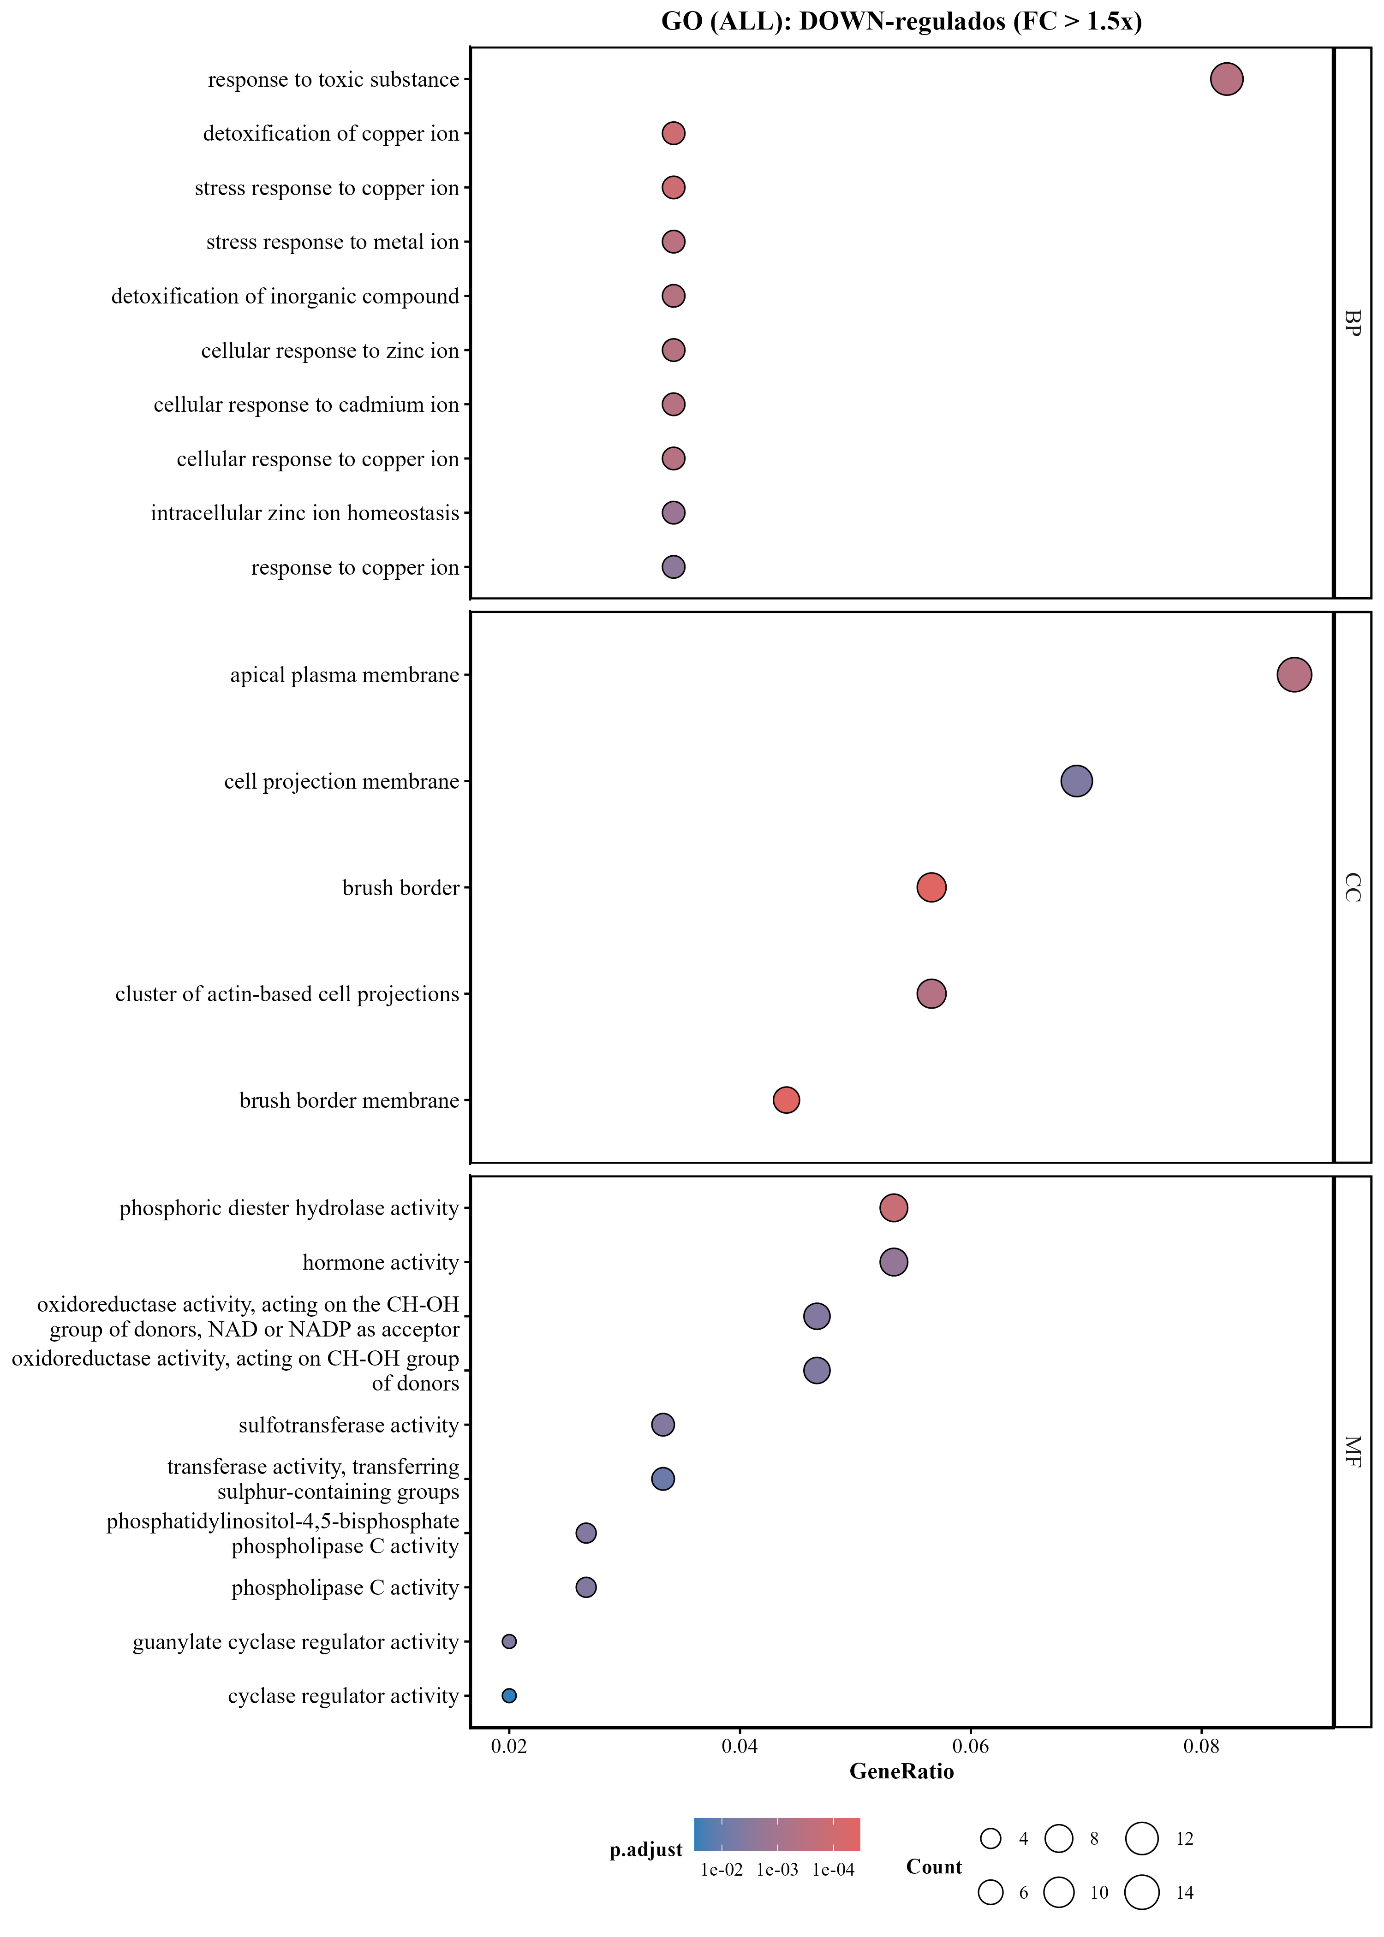 GO (ALL): DOWN-regulados (FC > 1.5x)
response to toxic substance
detoxification of copper ion
stress response to copper ion
stress response to metal ion
detoxification of inorganic compound
cellular response to zinc ion
cellular response to cadmium ion
cellular response to copper ion
intracellular zinc ion homeostasis
response to copper ion
BP
apical plasma membrane
cell projection membrane
brush border
cluster of actin-based cell projections
brush border membrane
CC
phosphoric diester hydrolase activity
hormone activity
oxidoreductase activity, acting on the CH-OH
group of donors, NAD or NADP as acceptor
oxidoreductase activity, acting on CH-OH group
of donors
sulfotransferase activity
transferase activity, transferring
sulphur-containing groups
phosphatidylinositol-4,5-bisphosphate
phospholipase C activity
phospholipase C activity
guanylate cyclase regulator activity
cyclase regulator activity
MF
0.02 0.04 0.06 0.08
GeneRatio
p.adjust
1e-02 1e-03 1e-04
Count
4 8 12
6 10 14